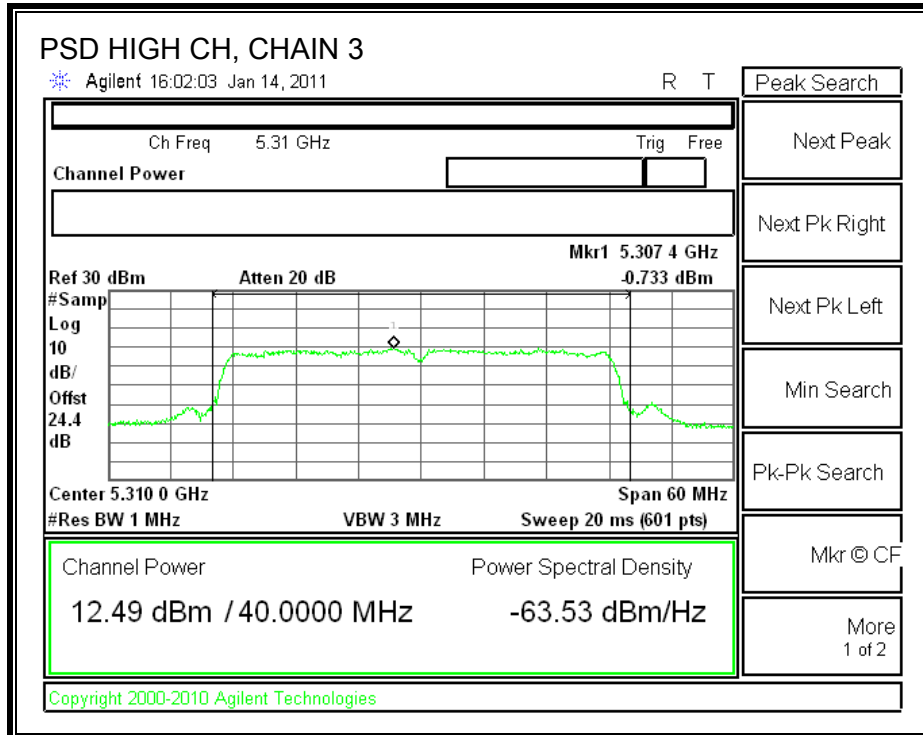 PSD HIGH CH, CHAIN 3
Agilent 16:02:03 Jan 14, 2011 R T
Peak Search
Ch Freq 5.31 GHz Trig Free
Channel Power
Mkr1 5.307 4 GHz
Ref 30 dBm Atten 20 dB -0.733 dBm
#Samp
Log
10
dB/
Offst
24.4
dB
1
Center 5.310 0 GHz Span 60 MHz
#Res BW 1 MHz VBW 3 MHz Sweep 20 ms (601 pts)
Channel Power Power Spectral Density
12.49 dBm / 40.0000 MHz -63.53 dBm/Hz
Copyright 2000-2010 Agilent Technologies
Next Peak
Next Pk Right
Next Pk Left
Min Search
Pk-Pk Search
Mkr © CF
More
1 of 2